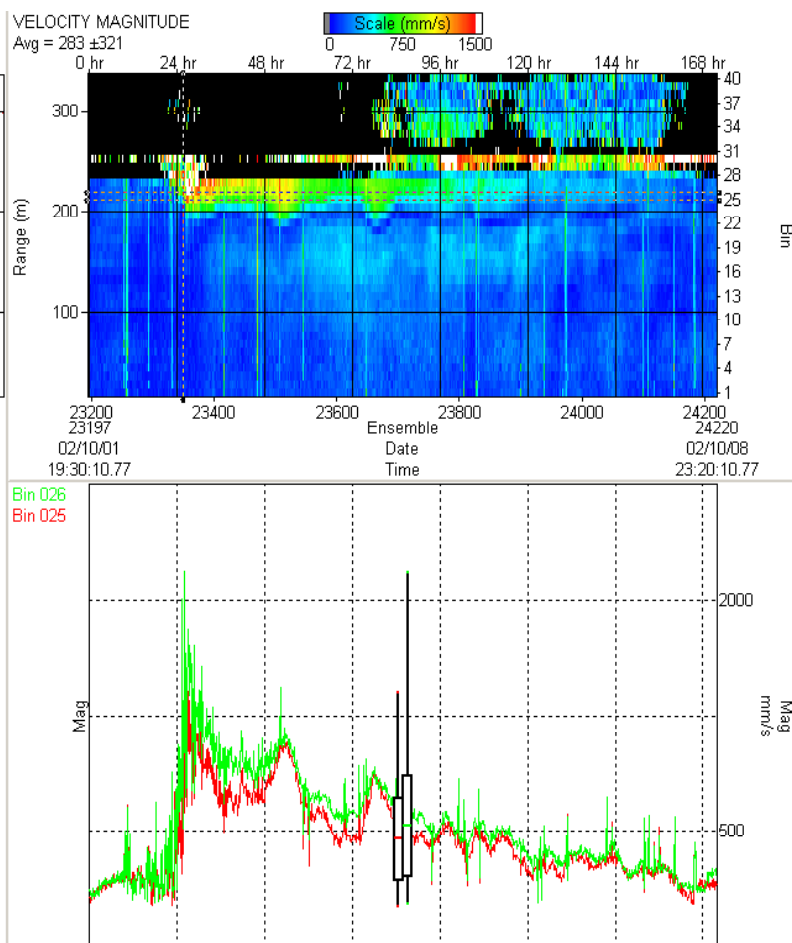 VELOCITY MAGNITUDE
Avg = 283 ±321
Scale (mm/s)
0 750 1500
0 hr 24 hr 48 hr 72 hr 96 hr 120 hr 144 hr 168 hr
Range (m)
300
200
100
40
37
34
31
28
25
22
19
16
13
10
7
4
1
Bin
23200 23400 23600 23800 24000 24200
23197 Ensemble 24220
02/10/01 Date 02/10/08
19:30:10.77 Time 23:20:10.77
Bin 026
Bin 025
Mag
2000
500
Mag
mm/s